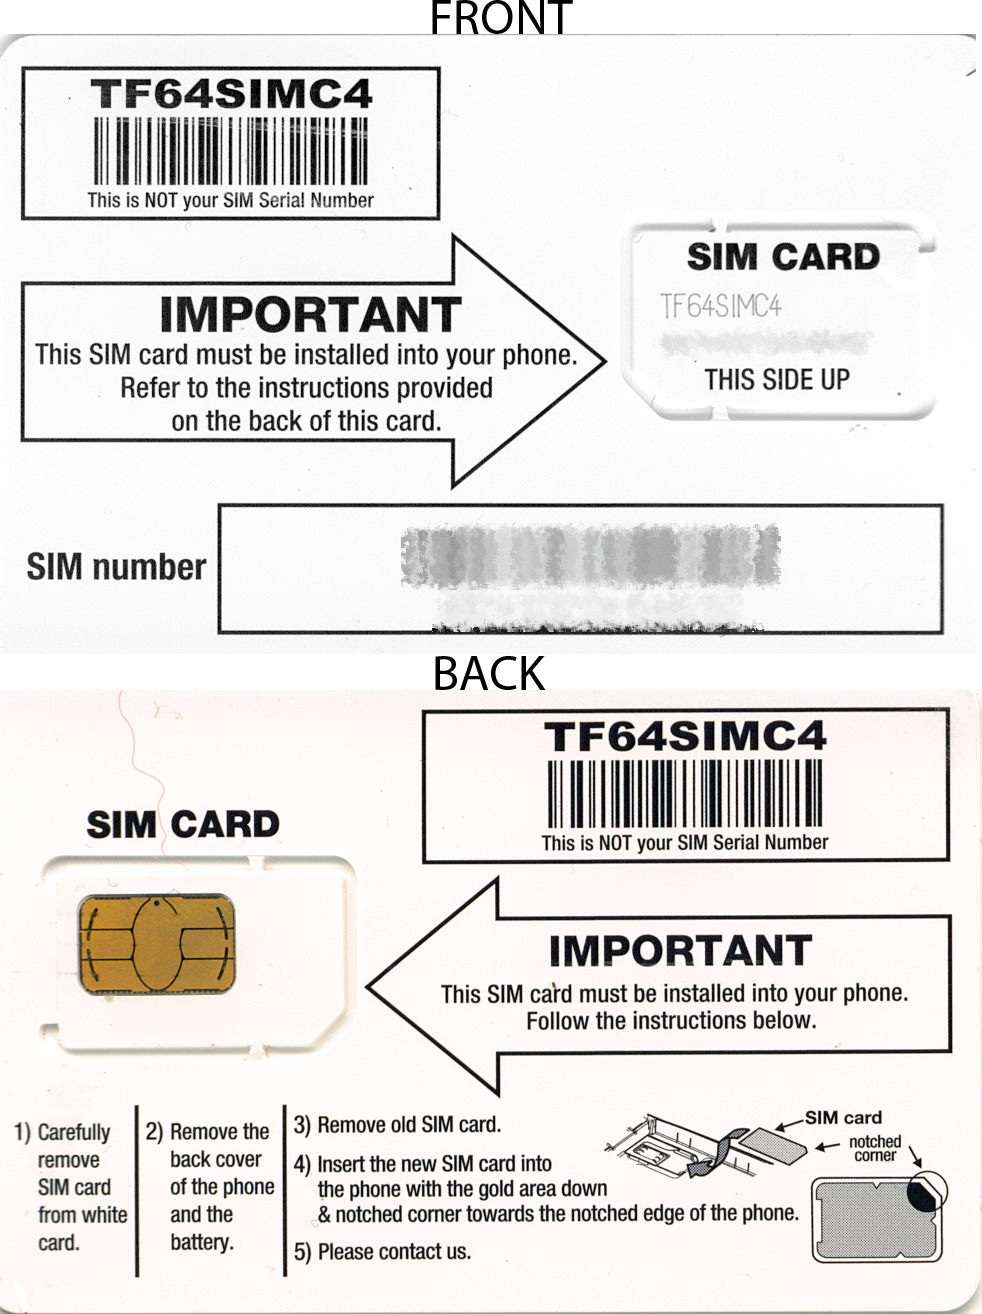 FRONT
TF64SIMC4
This is NOT your SIM Serial Number
IMPORTANT
This SIM card must be installed into your phone.
Refer to the instructions provided
on the back of this card.
SIM CARD
TF64SIMC4
THIS SIDE UP
SIM number
BACK
TF64SIMC4
This is NOT your SIM Serial Number
SIM CARD
IMPORTANT
This SIM card must be installed into your phone.
Follow the instructions below.
1) Carefully
remove
SIM card
from white
card.
2) Remove the
back cover
of the phone
and the
battery.
3) Remove old SIM card.
4) Insert the new SIM card into
the phone with the gold area down
& notched corner towards the notched edge of the phone.
5) Please contact us.
SIM card
notched
corner